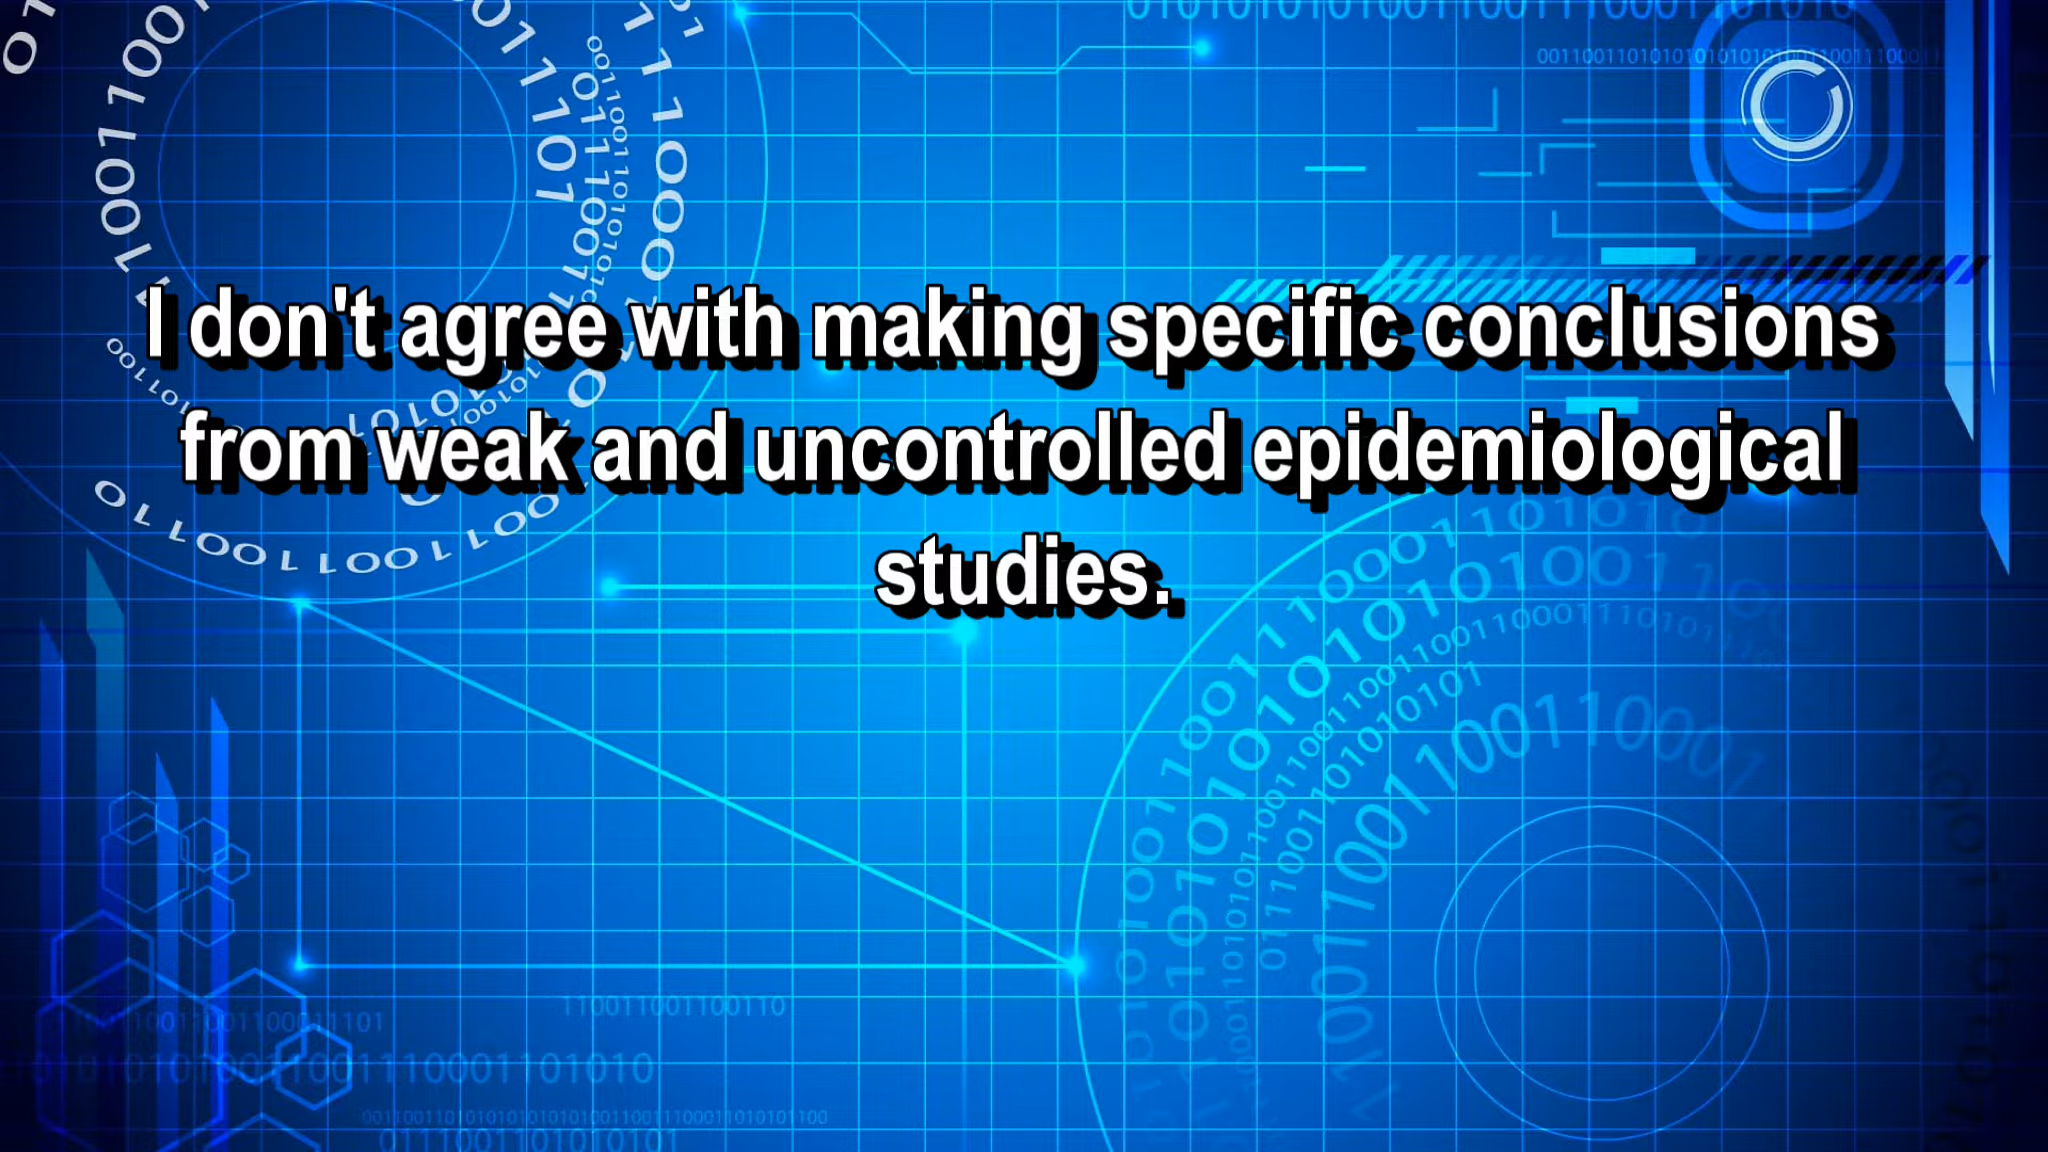 I don't agree with making specific conclusions
from weak and uncontrolled epidemiological
studies.